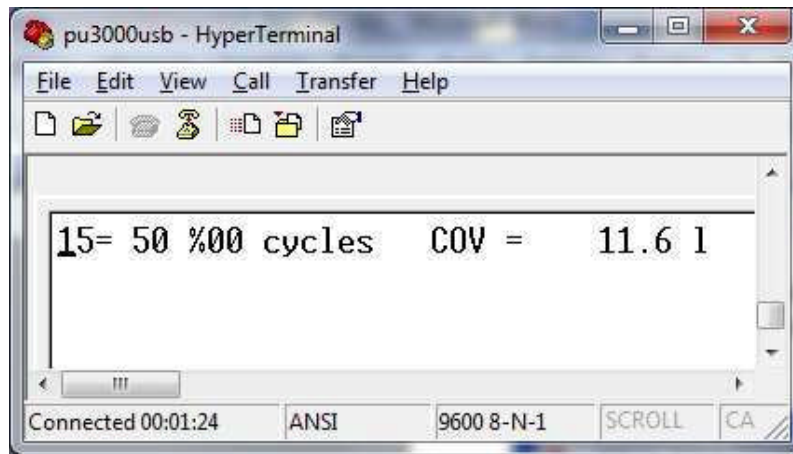 pu3000usb - HyperTerminal
File Edit View Call Transfer Help
15= 50 %00 cycles COV = 11.6 l
Connected 00:01:24 ANSI 9600 8-N-1 SCROLL CA